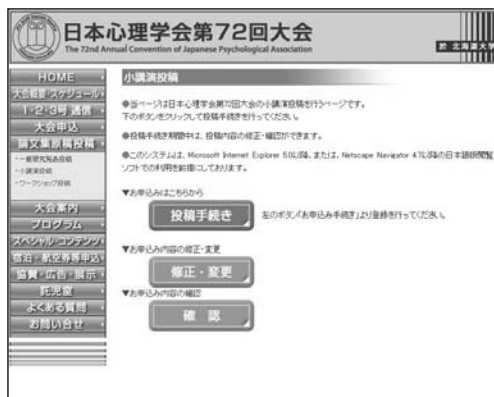 日本心理学会第72回大会
The 72nd Annual Convention of Japanese Psychological Association
於 北海道大学
HOME
大会概要・スケジュール
1・2・3号通信
大会申込
論文集原稿投稿
・一般研究発表投稿
・小講演投稿
・ワークショップ投稿
大会案内
プログラム
スペシャル・コンテンツ
宿泊・航空券等申込
協賛・広告・展示
託児室
よくある質問
お問い合せ
小講演投稿
●当ページは日本心理学会第72回大会の小講演投稿を行うページです。
下のボタンをクリックして投稿手続きを行ってください。
●投稿手続き期間中は、投稿内容の修正・確認ができます。
●このシステムは、Microsoft Internet Explorer 5.0以降、または、Netscape Navigator 4.7以降の日本語版閲覧
ソフトでの利用を前提にしております。
▼お申込みはこちらから
投稿手続き
左のボタン「お申込み手続き」より登録を行ってください。
▼お申込み内容の修正・変更
修正・変更
▼お申込み内容の確認
確 認